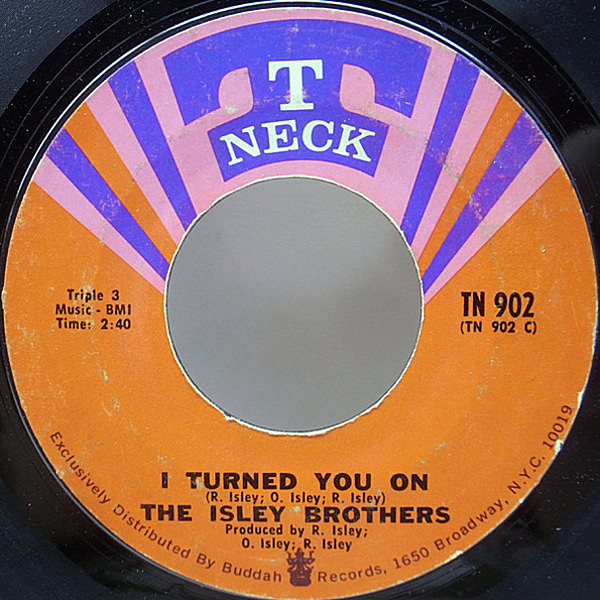 T
NECK
Triple 3
Music - BMI
Time: 2:40
TN 902
(TN 902 C)
I TURNED YOU ON
(R. Isley; O. Isley; R. Isley)
THE ISLEY BROTHERS
Produced by R. Isley;
O. Isley; R. Isley
Exclusively Distributed By Buddah Records, 1650 Broadway, N.Y.C. 10019